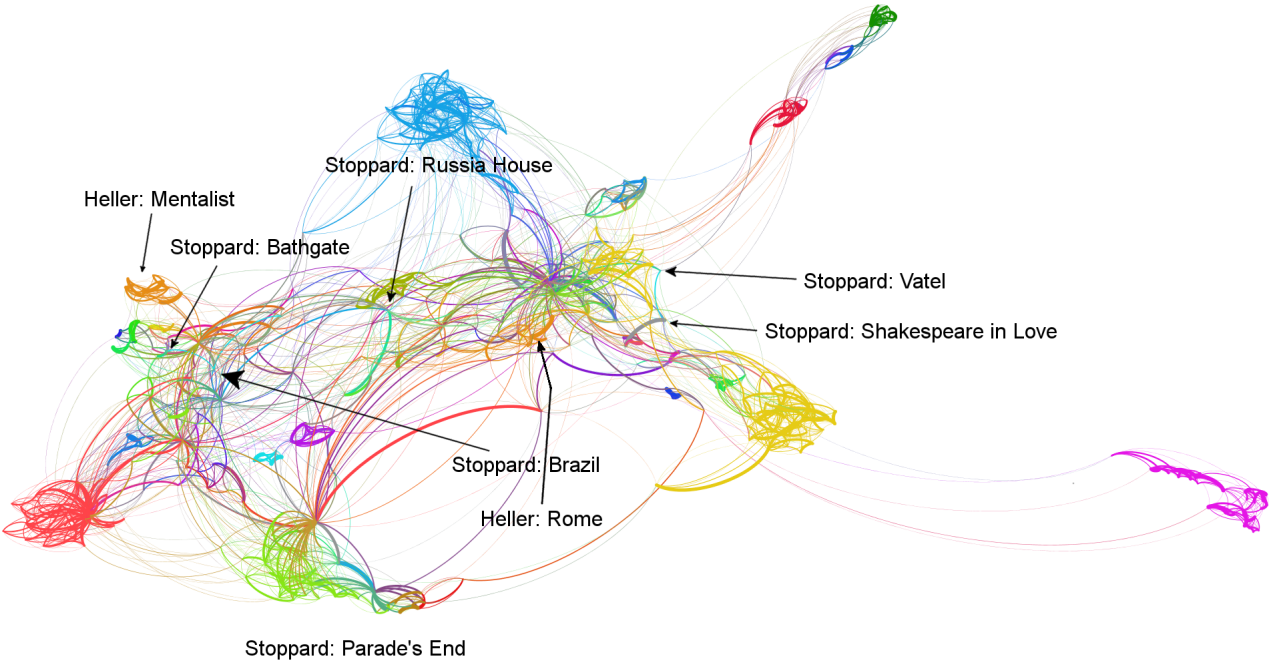 Stoppard: Russia House
Heller: Mentalist
Stoppard: Bathgate
Stoppard: Vatel
Stoppard: Shakespeare in Love
Stoppard: Brazil
Heller: Rome
Stoppard: Parade's End